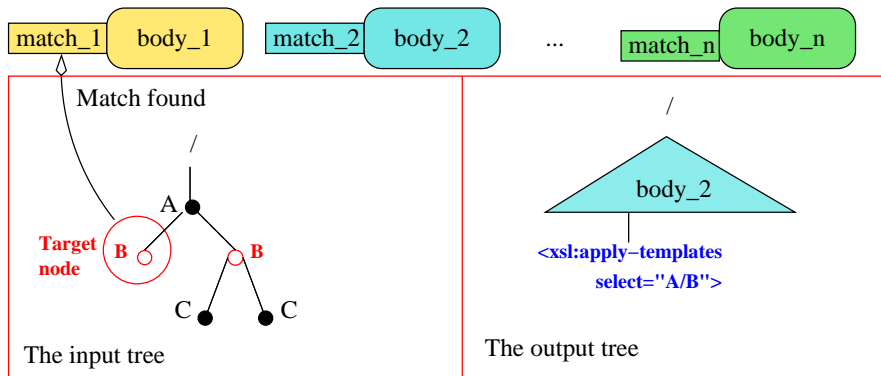 match_1 body_1 match_2 body_2 ... match_n body_n
Match found
/
A
Target
node
B
B
C
C
The input tree
/
body_2
<xsl:apply−templates
select="A/B">
The output tree